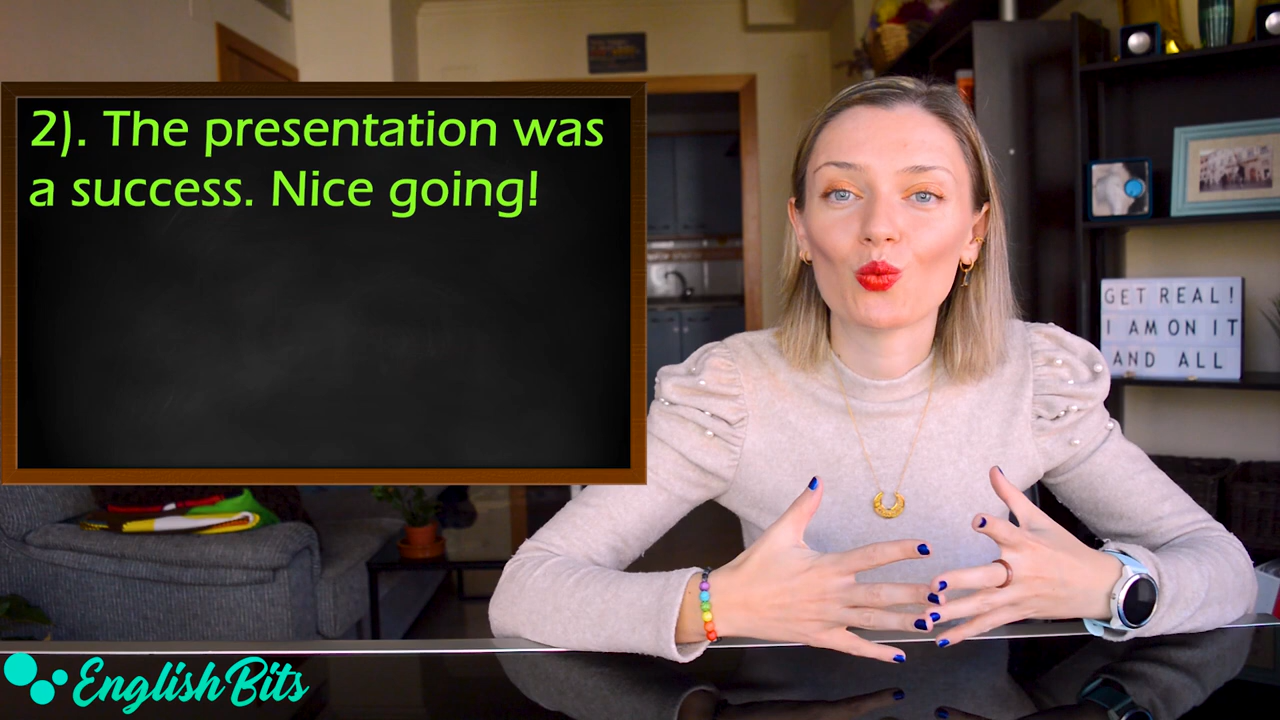 2). The presentation was
a success. Nice going!
GET REAL!
I AM ON IT
AND ALL
EnglishBits